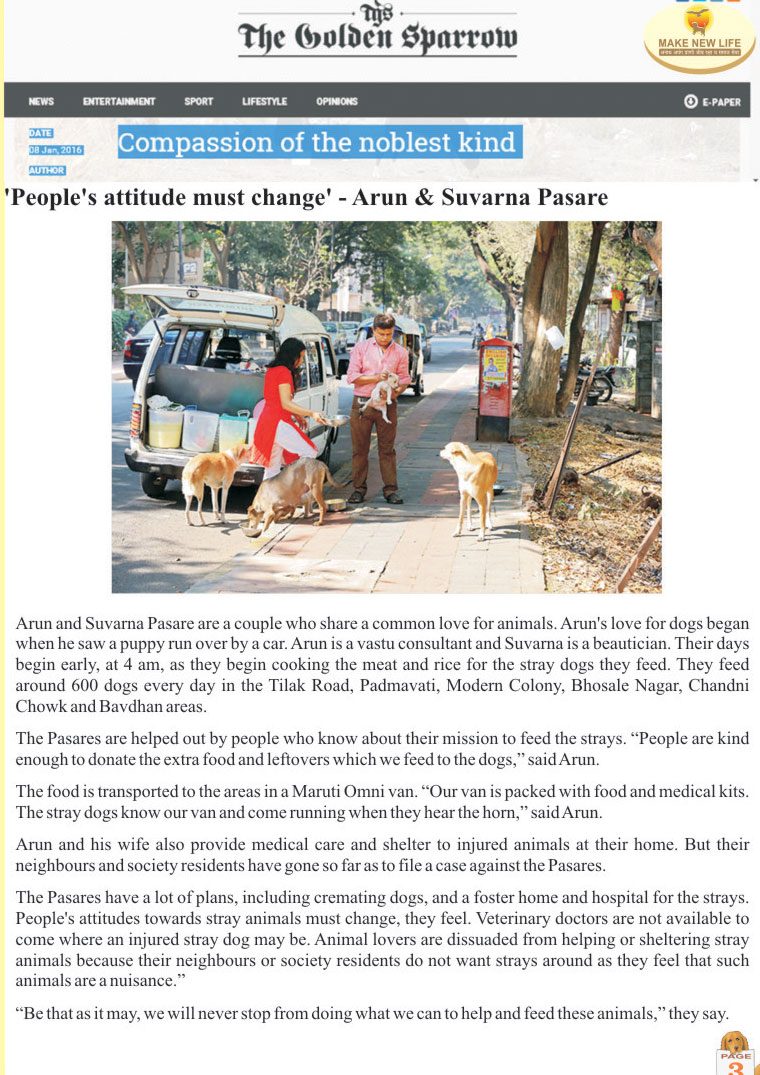 TGS
The Golden Sparrow
MAKE NEW LIFE
NEWS ENTERTAINMENT SPORT LIFESTYLE OPINIONS E-PAPER
DATE
08 Jan, 2016
AUTHOR
Compassion of the noblest kind
'People's attitude must change' - Arun & Suvarna Pasare
Arun and Suvarna Pasare are a couple who share a common love for animals. Arun's love for dogs began
when he saw a puppy run over by a car. Arun is a vastu consultant and Suvarna is a beautician. Their days
begin early, at 4 am, as they begin cooking the meat and rice for the stray dogs they feed. They feed
around 600 dogs every day in the Tilak Road, Padmavati, Modern Colony, Bhosale Nagar, Chandni
Chowk and Bavdhan areas.
The Pasares are helped out by people who know about their mission to feed the strays. “People are kind
enough to donate the extra food and leftovers which we feed to the dogs,” said Arun.
The food is transported to the areas in a Maruti Omni van. “Our van is packed with food and medical kits.
The stray dogs know our van and come running when they hear the horn,” said Arun.
Arun and his wife also provide medical care and shelter to injured animals at their home. But their
neighbours and society residents have gone so far as to file a case against the Pasares.
The Pasares have a lot of plans, including cremating dogs, and a foster home and hospital for the strays.
People's attitudes towards stray animals must change, they feel. Veterinary doctors are not available to
come where an injured stray dog may be. Animal lovers are dissuaded from helping or sheltering stray
animals because their neighbours or society residents do not want strays around as they feel that such
animals are a nuisance.”
“Be that as it may, we will never stop from doing what we can to help and feed these animals,” they say.
PAGE
3